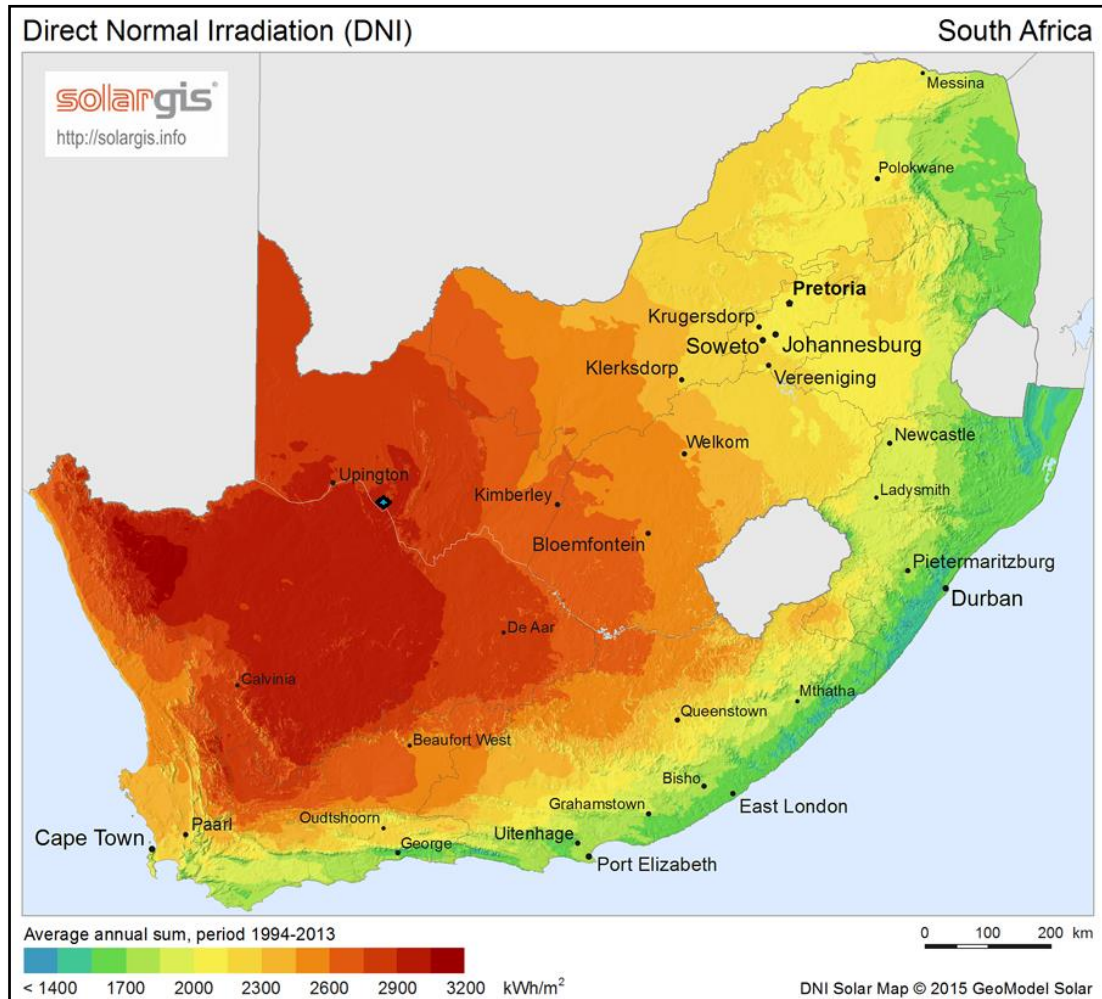 Direct Normal Irradiation (DNI)
South Africa
solargis
http://solargis.info
Messina
Polokwane
Pretoria
Krugersdorp
Soweto
Johannesburg
Klerksdorp
Vereeniging
Welkom
Newcastle
Upington
Kimberley
Ladysmith
Bloemfontein
Pietermaritzburg
Durban
De Aar
Calvinia
Mthatha
Queenstown
Beaufort West
Bisho
East London
Grahamstown
Oudtshoorn
Paarl
Cape Town
George
Uitenhage
Port Elizabeth
Average annual sum, period 1994-2013
< 1400 1700 2000 2300 2600 2900 3200 kWh/m²
0 100 200 km
DNI Solar Map © 2015 GeoModel Solar